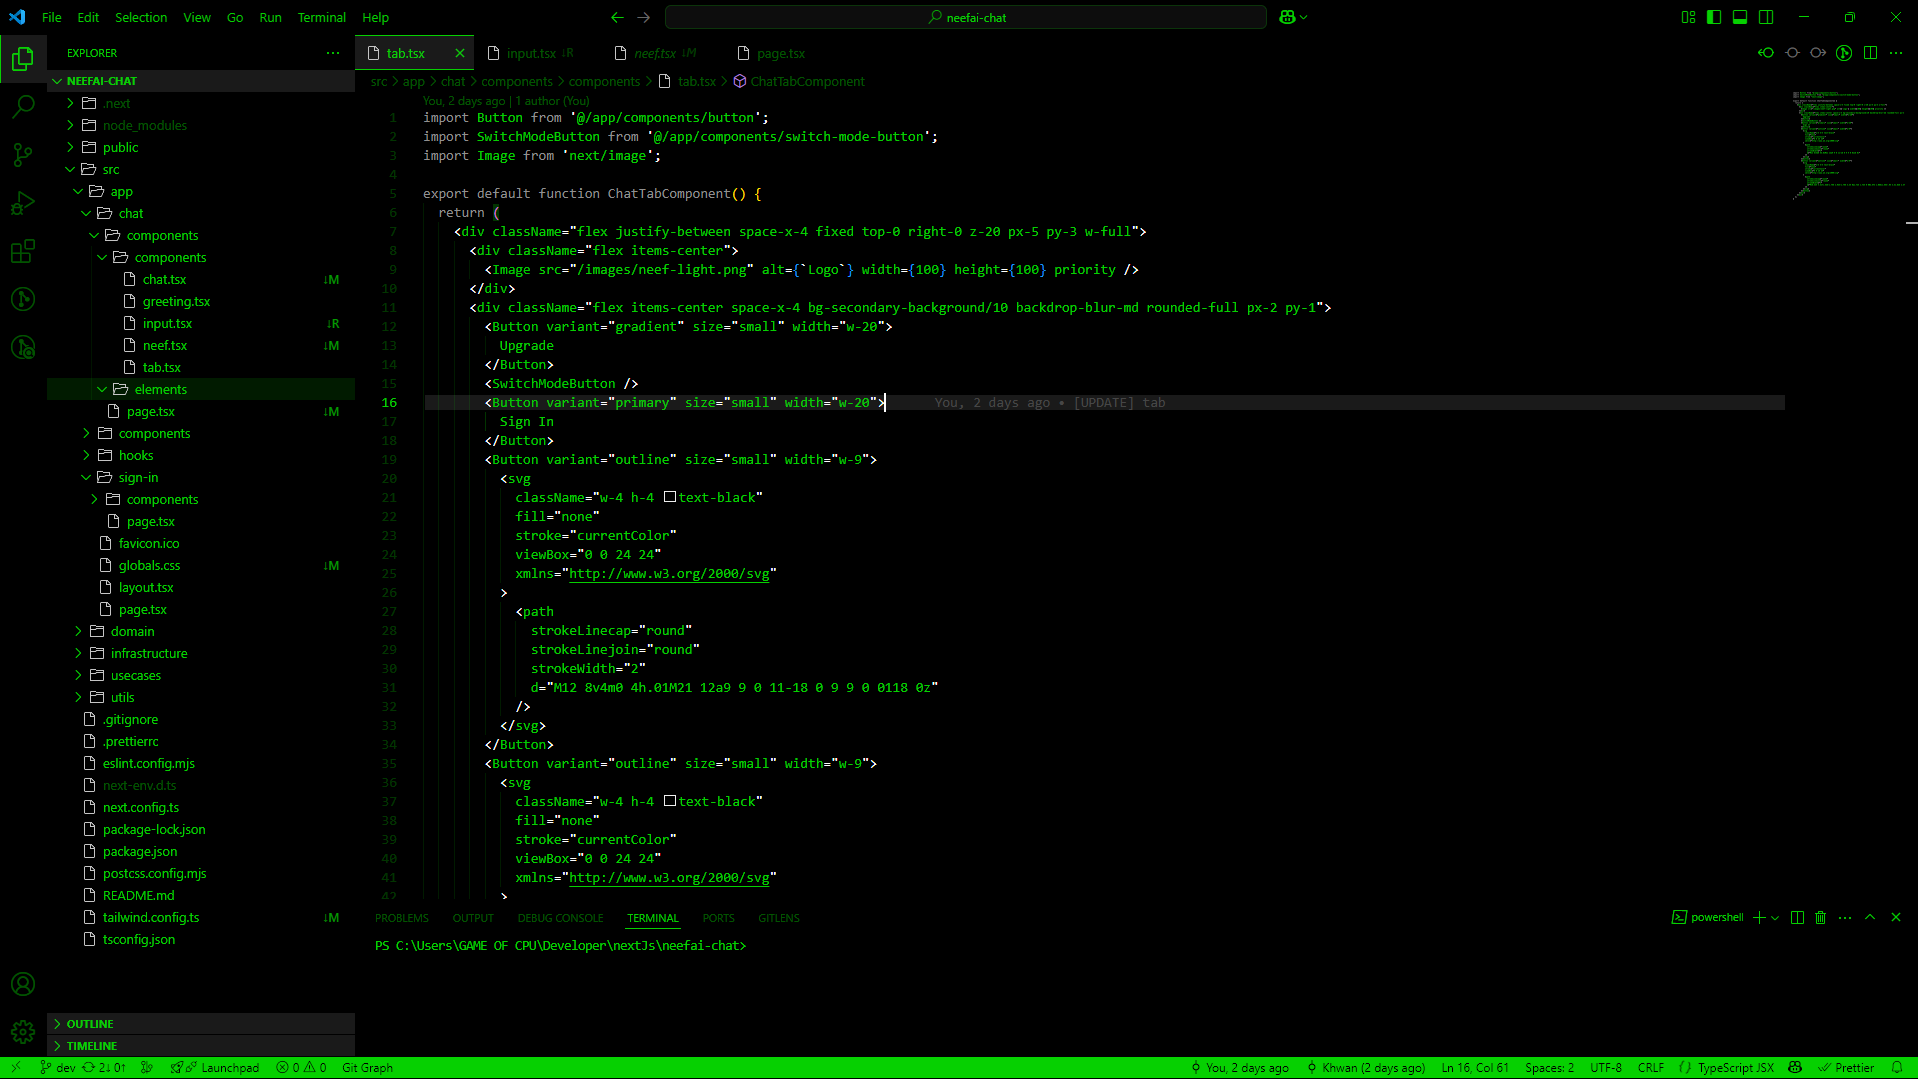 File Edit Selection View Go Run Terminal Help
neefai-chat
EXPLORER
NEEFAI-CHAT
.next
node_modules
public
src
app
chat
components
components
chat.tsx ↓M
greeting.tsx
input.tsx ↓R
neef.tsx ↓M
tab.tsx
elements
page.tsx ↓M
components
hooks
sign-in
components
page.tsx
favicon.ico
globals.css ↓M
layout.tsx
page.tsx
domain
infrastructure
usecases
utils
.gitignore
.prettierrc
eslint.config.mjs
next-env.d.ts
next.config.ts
package-lock.json
package.json
postcss.config.mjs
README.md
tailwind.config.ts ↓M
tsconfig.json
OUTLINE
TIMELINE
tab.tsx input.tsx ↓R neef.tsx ↓M page.tsx
src > app > chat > components > components > tab.tsx > ChatTabComponent
You, 2 days ago | 1 author (You)
1 import Button from '@/app/components/button';
2 import SwitchModeButton from '@/app/components/switch-mode-button';
3 import Image from 'next/image';
4
5 export default function ChatTabComponent() {
6 return (
7 <div className="flex justify-between space-x-4 fixed top-0 right-0 z-20 px-5 py-3 w-full">
8 <div className="flex items-center">
9 <Image src="/images/neef-light.png" alt={`Logo`} width={100} height={100} priority />
10 </div>
11 <div className="flex items-center space-x-4 bg-secondary-background/10 backdrop-blur-md rounded-full px-2 py-1">
12 <Button variant="gradient" size="small" width="w-20">
13 Upgrade
14 </Button>
15 <SwitchModeButton />
16 <Button variant="primary" size="small" width="w-20"> You, 2 days ago • [UPDATE] tab
17 Sign In
18 </Button>
19 <Button variant="outline" size="small" width="w-9">
20 <svg
21 className="w-4 h-4 text-black"
22 fill="none"
23 stroke="currentColor"
24 viewBox="0 0 24 24"
25 xmlns="http://www.w3.org/2000/svg"
26 >
27 <path
28 strokeLinecap="round"
29 strokeLinejoin="round"
30 strokeWidth="2"
31 d="M12 8v4m0 4h.01M21 12a9 9 0 11-18 0 9 9 0 0118 0z"
32 />
33 </svg>
34 </Button>
35 <Button variant="outline" size="small" width="w-9">
36 <svg
37 className="w-4 h-4 text-black"
38 fill="none"
39 stroke="currentColor"
40 viewBox="0 0 24 24"
41 xmlns="http://www.w3.org/2000/svg"
42 >
PROBLEMS OUTPUT DEBUG CONSOLE TERMINAL PORTS GITLENS
powershell
PS C:\Users\GAME OF CPU\Developer\nextJs\neefai-chat>
dev 2↓ 0↑ Launchpad 0 0 Git Graph
You, 2 days ago Khwan (2 days ago) Ln 16, Col 61 Spaces: 2 UTF-8 CRLF { } TypeScript JSX Prettier